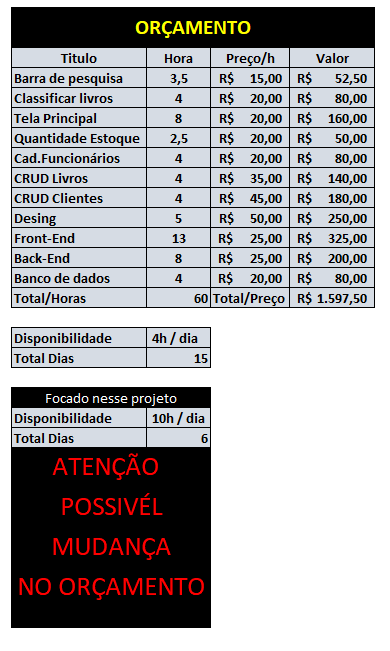 ORÇAMENTO
Titulo Hora Preço/h Valor
Barra de pesquisa 3,5 R$ 15,00 R$ 52,50
Classificar livros 4 R$ 20,00 R$ 80,00
Tela Principal 8 R$ 20,00 R$ 160,00
Quantidade Estoque 2,5 R$ 20,00 R$ 50,00
Cad.Funcionários 4 R$ 20,00 R$ 80,00
CRUD Livros 4 R$ 35,00 R$ 140,00
CRUD Clientes 4 R$ 45,00 R$ 180,00
Desing 5 R$ 50,00 R$ 250,00
Front-End 13 R$ 25,00 R$ 325,00
Back-End 8 R$ 25,00 R$ 200,00
Banco de dados 4 R$ 20,00 R$ 80,00
Total/Horas 60 Total/Preço R$ 1.597,50
Disponibilidade 4h / dia
Total Dias 15
Focado nesse projeto
Disponibilidade 10h / dia
Total Dias 6
ATENÇÃO
POSSIVÉL
MUDANÇA
NO ORÇAMENTO